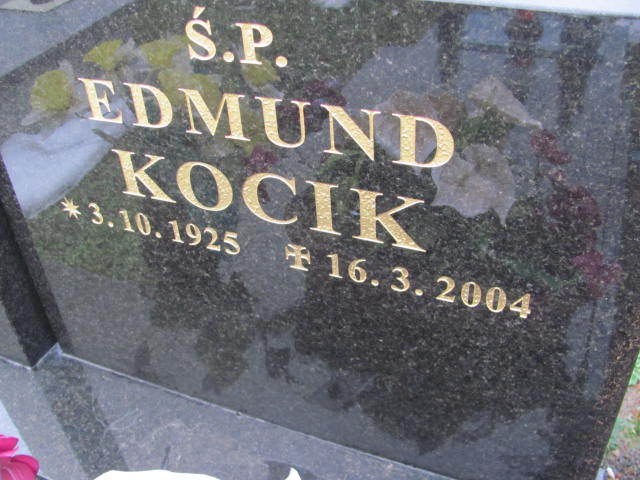 Ś.P.
EDMUND
KOCIK
* 3.10.1925 ✠ 16.3.2004